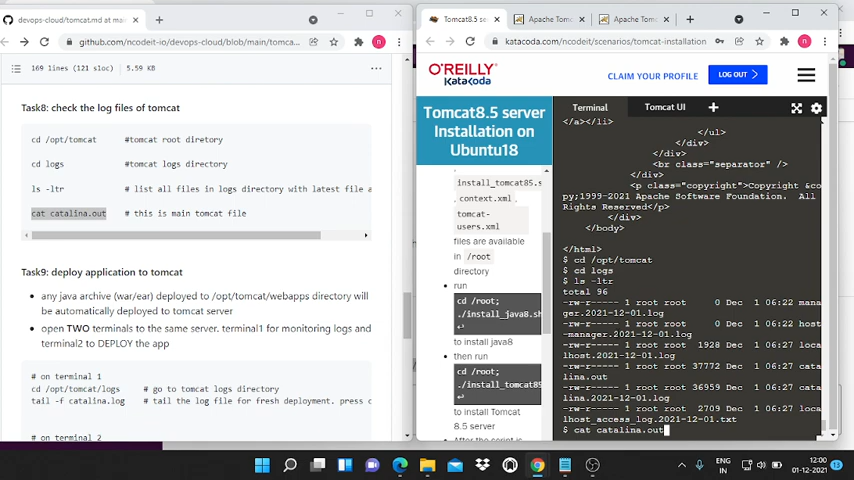 devops-cloud/tomcat.md at main
github.com/ncodeit-io/devops-cloud/blob/main/tomca...
n
169 lines (121 sloc)
5.59 KB
Task8: check the log files of tomcat
cd /opt/tomcat #tomcat root diretory
cd logs #tomcat logs directory
ls -ltr # list all files in logs directory with latest file a
cat catalina.out # this is main tomcat file
Task9: deploy application to tomcat
any java archive (war/ear) deployed to /opt/tomcat/webapps directory will
be automatically deployed to tomcat server
open TWO terminals to the same server. terminal1 for monitoring logs and
terminal2 to DEPLOY the app
# on terminal 1
cd /opt/tomcat/logs # go to tomcat logs directory
tail -f catalina.log # tail the log file for fresh deployment. press c
# on terminal 2
Tomcat8.5 se
Apache Tomc
Apache Tomc
katacoda.com/ncodeit/scenarios/tomcat-installation
n
O'REILLY
KataKoda
CLAIM YOUR PROFILE
LOG OUT
Tomcat8.5 server
Installation on
Ubuntu18
install_tomcat85.s
, context.xml ,
tomcat-
users.xml
files are available
in /root
directory
run
cd /root;
./install_java8.sh
to install java8
then run
cd /root;
./install_tomcat85
to install Tomcat
8.5 server
After the script is
Terminal
Tomcat UI
</a></li>
</ul>
</div>
</div>
<br class="separator" />
<p class="copyright">Copyright &co
py;1999-2021 Apache Software Foundation. All
Rights Reserved</p>
</div>
</body>
</html>
$ cd /opt/tomcat
$ cd logs
$ ls -ltr
total 96
-rw-r----- 1 root root 0 Dec 1 06:22 mana
ger.2021-12-01.log
-rw-r----- 1 root root 0 Dec 1 06:22 host
-manager.2021-12-01.log
-rw-r----- 1 root root 1928 Dec 1 06:27 loca
lhost.2021-12-01.log
-rw-r----- 1 root root 37772 Dec 1 06:27 cata
lina.out
-rw-r----- 1 root root 36959 Dec 1 06:27 cata
lina.2021-12-01.log
-rw-r----- 1 root root 2709 Dec 1 06:27 loca
lhost_access_log.2021-12-01.txt
$ cat catalina.out
ENG
IN
12:00
01-12-2021
13